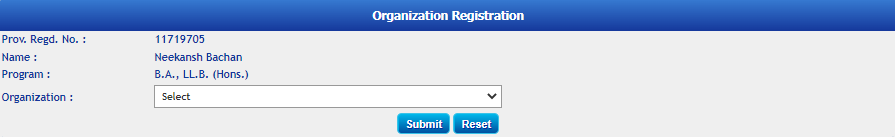 Organization Registration
Prov. Regd. No. : 11719705
Name : Neekansh Bachan
Program : B.A., LL.B. (Hons.)
Organization : Select
Submit Reset